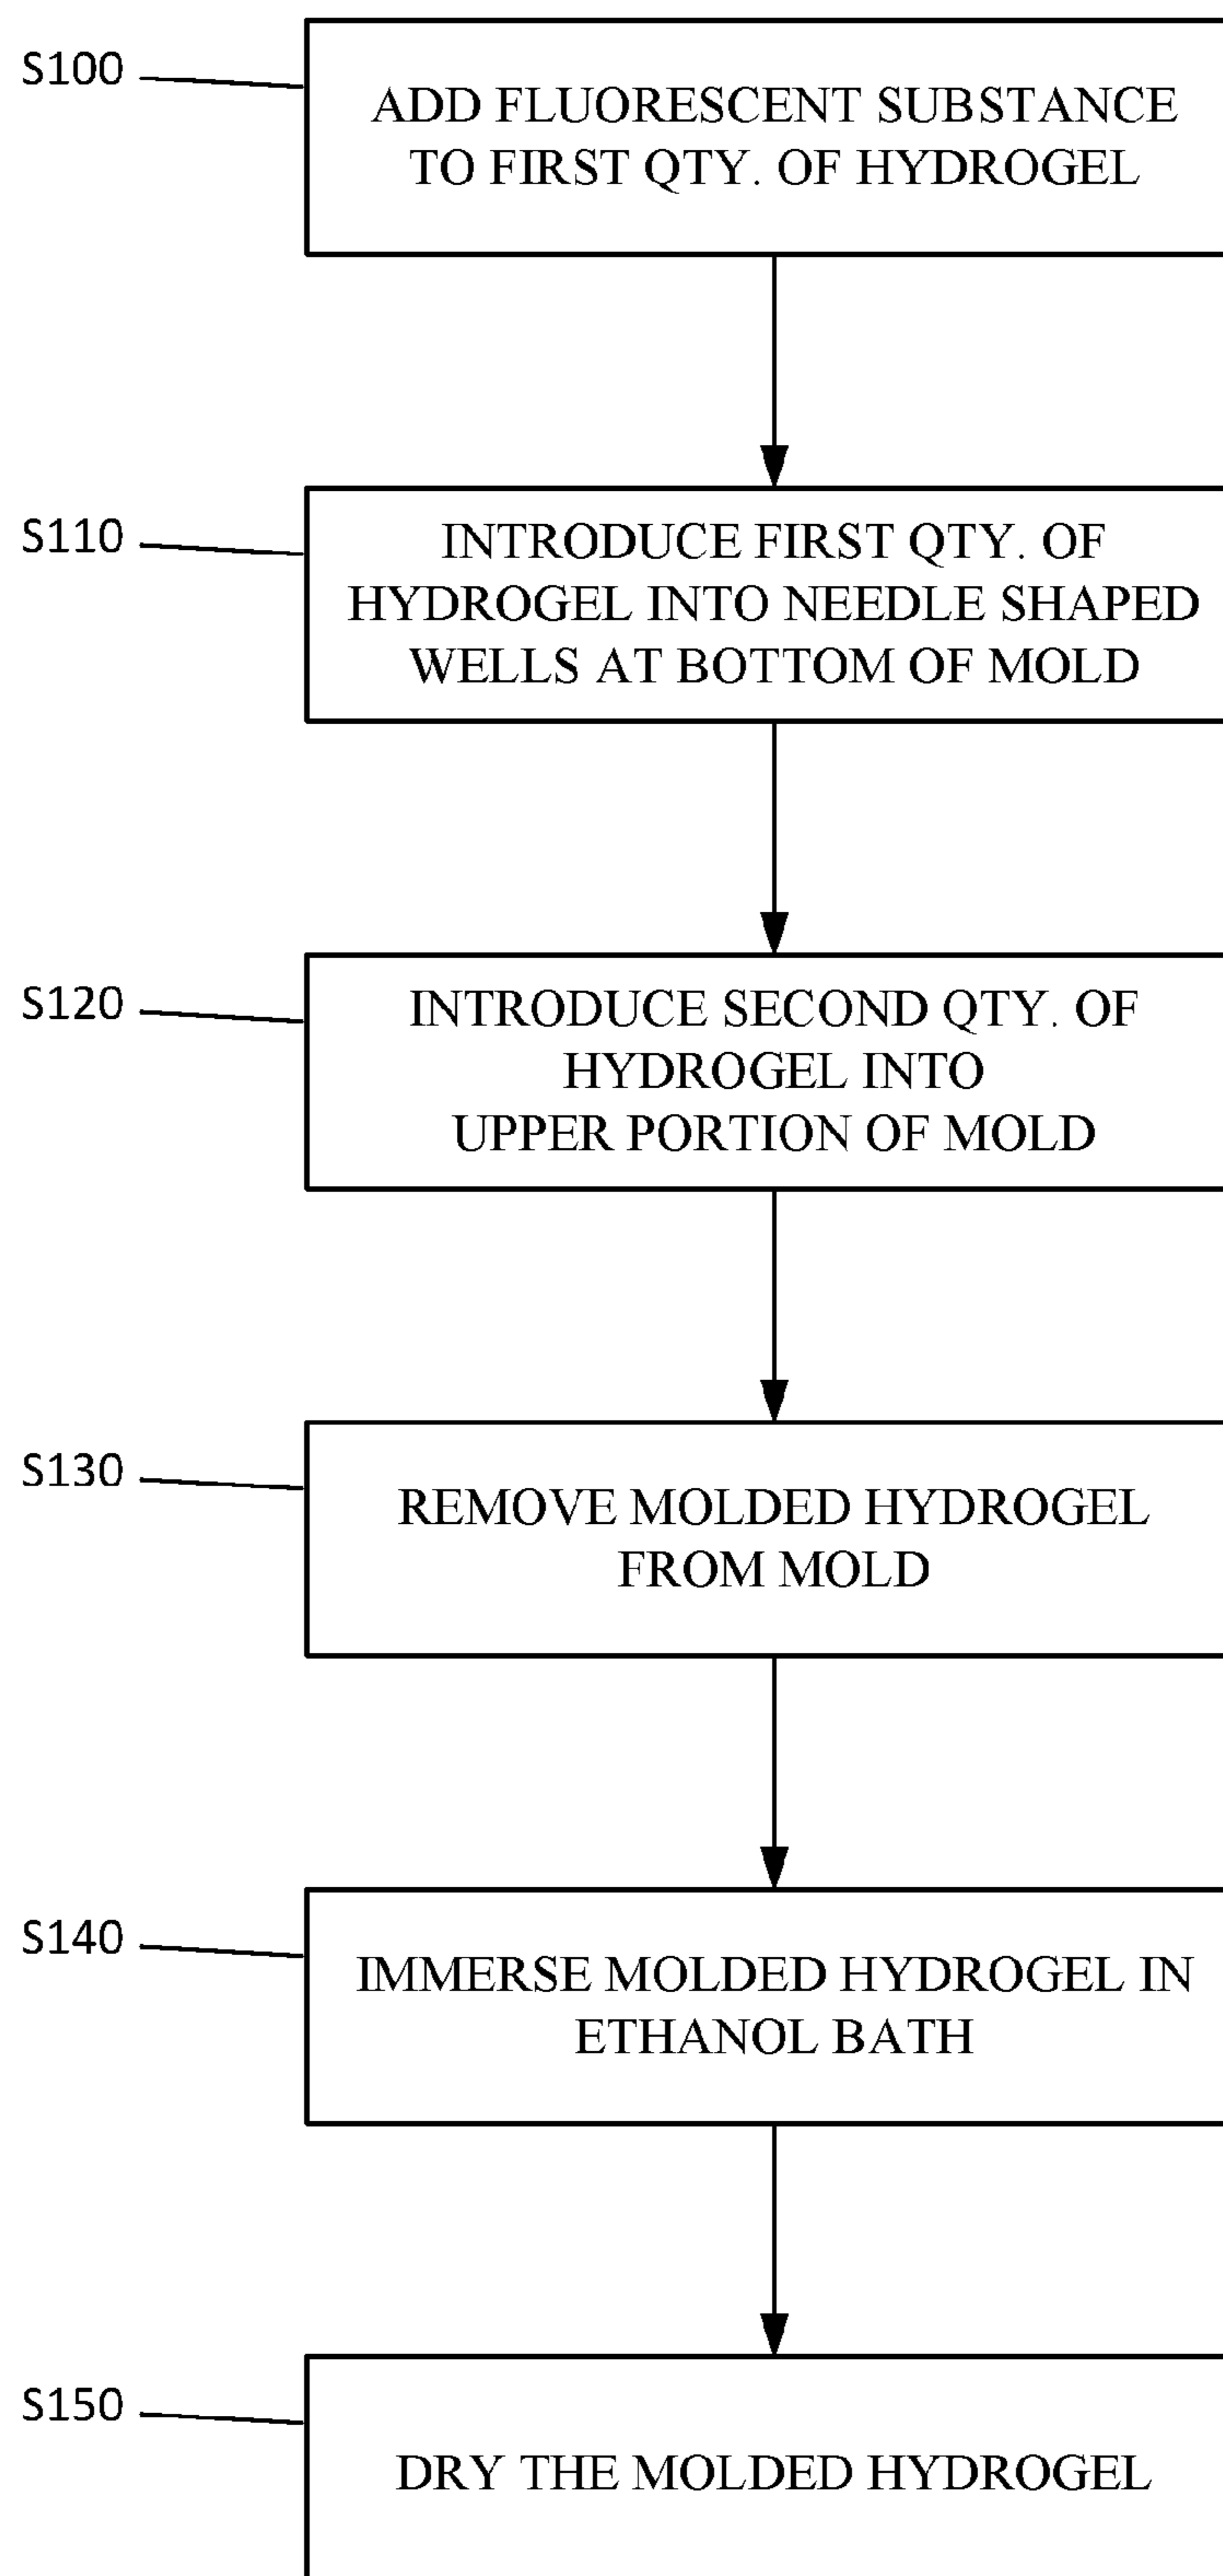 S100
ADD FLUORESCENT SUBSTANCE
TO FIRST QTY. OF HYDROGEL
S110
INTRODUCE FIRST QTY. OF
HYDROGEL INTO NEEDLE SHAPED
WELLS AT BOTTOM OF MOLD
S120
INTRODUCE SECOND QTY. OF
HYDROGEL INTO
UPPER PORTION OF MOLD
S130
REMOVE MOLDED HYDROGEL
FROM MOLD
S140
IMMERSE MOLDED HYDROGEL IN
ETHANOL BATH
S150
DRY THE MOLDED HYDROGEL